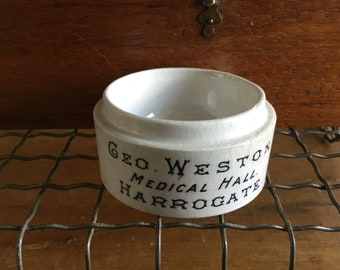 GEO. WESTON
MEDICAL HALL.
HARROGATE